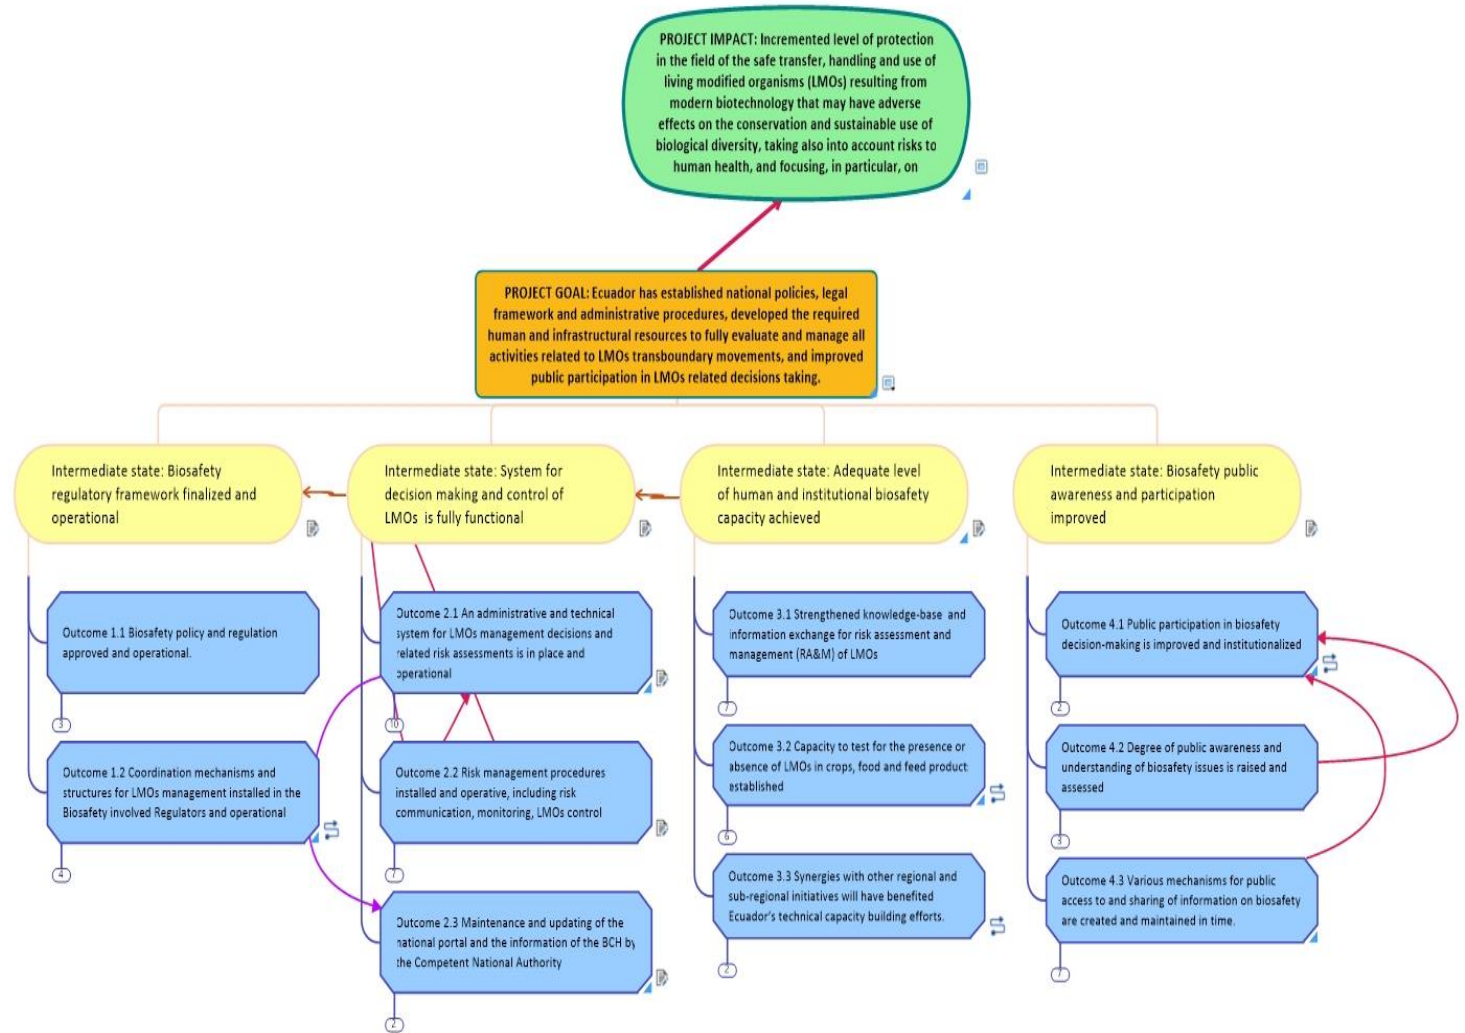 PROJECT IMPACT: Incremented level of protection
in the field of the safe transfer, handling and use of
living modified organisms (LMOs) resulting from
modern biotechnology that may have adverse
effects on the conservation and sustainable use of
biological diversity, taking also into account risks to
human health, and focusing, in particular, on
PROJECT GOAL: Ecuador has established national policies, legal
framework and administrative procedures, developed the required
human and infrastructural resources to fully evaluate and manage all
activities related to LMOs transboundary movements, and improved
public participation in LMOs related decisions taking.
Intermediate state: Biosafety
regulatory framework finalized and
operational
Intermediate state: System for
decision making and control of
LMOs is fully functional
Intermediate state: Adequate level
of human and institutional biosafety
capacity achieved
Intermediate state: Biosafety public
awareness and participation
improved
Outcome 1.1 Biosafety policy and regulation
approved and operational.
3
Outcome 1.2 Coordination mechanisms and
structures for LMOs management installed in the
Biosafety involved Regulators and operational
4
Outcome 2.1 An administrative and technical
system for LMOs management decisions and
related risk assessments is in place and
operational
10
Outcome 2.2 Risk management procedures
installed and operative, including risk
communication, monitoring, LMOs control
7
Outcome 2.3 Maintenance and updating of the
national portal and the information of the BCH by
the Competent National Authority
2
Outcome 3.1 Strengthened knowledge-base and
information exchange for risk assessment and
management (RA&M) of LMOs
7
Outcome 3.2 Capacity to test for the presence or
absence of LMOs in crops, food and feed product
established
6
Outcome 3.3 Synergies with other regional and
sub-regional initiatives will have benefited
Ecuador's technical capacity building efforts.
2
Outcome 4.1 Public participation in biosafety
decision-making is improved and institutionalized
2
Outcome 4.2 Degree of public awareness and
understanding of biosafety issues is raised and
assessed
3
Outcome 4.3 Various mechanisms for public
access to and sharing of information on biosafety
are created and maintained in time.
7